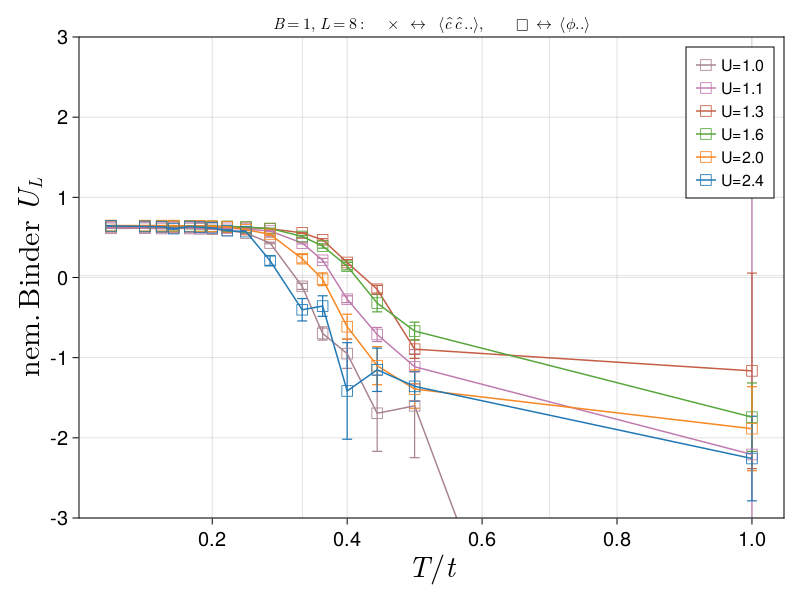 B = 1, L = 8 :   × ↔ ⟨ĉ ĉ ..⟩,   □ ↔ ⟨ϕ..⟩
3
2
1
0
-1
-2
-3
nem. Binder U_L
U=1.0
U=1.1
U=1.3
U=1.6
U=2.0
U=2.4
0.2 0.4 0.6 0.8 1.0
T/t